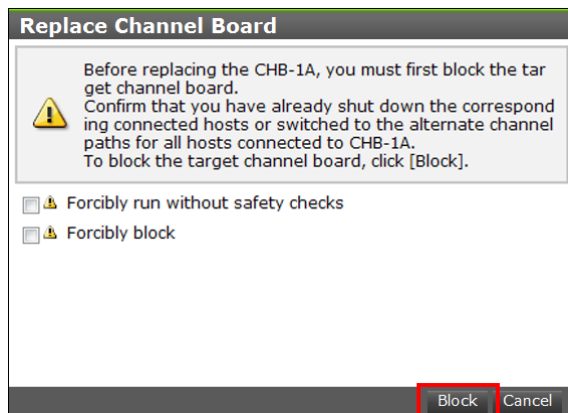 Replace Channel Board
Before replacing the CHB-1A, you must first block the tar
get channel board.
Confirm that you have already shut down the correspond
ing connected hosts or switched to the alternate channel
paths for all hosts connected to CHB-1A.
To block the target channel board, click [Block].
Forcibly run without safety checks
Forcibly block
Block Cancel